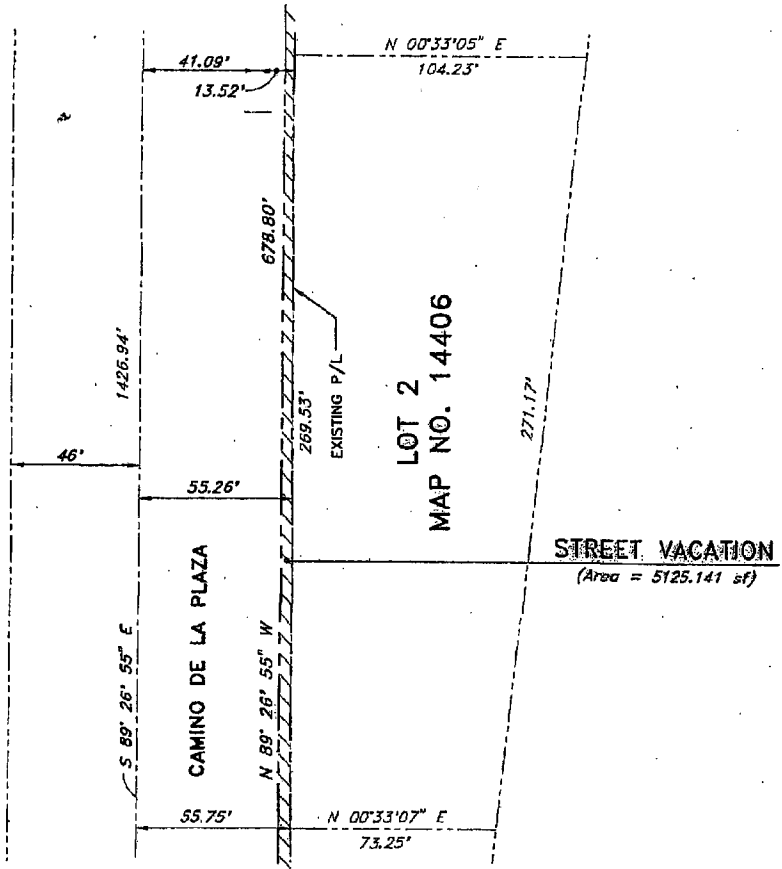 N 00°33'05" E
104.23'
41.09'
13.52'
678.80'
1426.94'
EXISTING P/L
269.53'
LOT 2
MAP NO. 14406
271.17'
46'
55.26'
STREET VACATION
(Area = 5125.141 sf)
CAMINO DE LA PLAZA
S 89° 26' 55" E
N 89° 26' 55" W
55.75'
N 00°33'07" E
73.25'